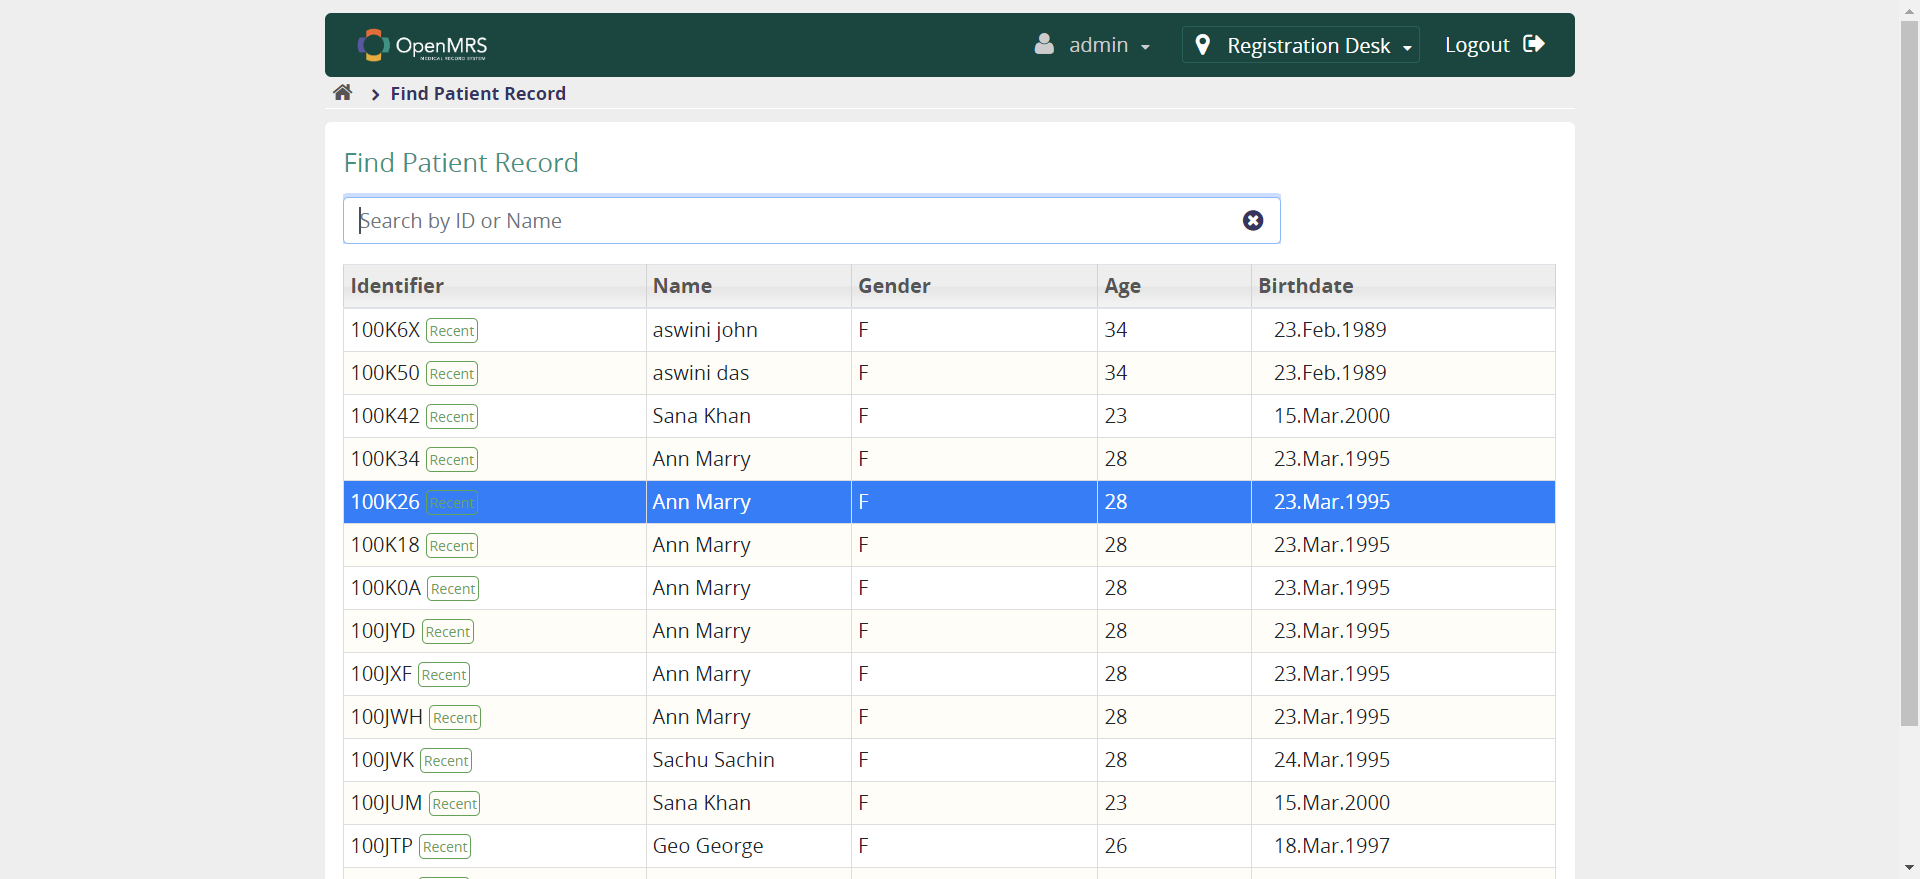 OpenMRS
MEDICAL RECORD SYSTEM
admin
Registration Desk
Logout
Find Patient Record
Find Patient Record
Search by ID or Name
Identifier Name Gender Age Birthdate
100K6X Recent aswini john F 34 23.Feb.1989
100K50 Recent aswini das F 34 23.Feb.1989
100K42 Recent Sana Khan F 23 15.Mar.2000
100K34 Recent Ann Marry F 28 23.Mar.1995
100K26 Recent Ann Marry F 28 23.Mar.1995
100K18 Recent Ann Marry F 28 23.Mar.1995
100K0A Recent Ann Marry F 28 23.Mar.1995
100JYD Recent Ann Marry F 28 23.Mar.1995
100JXF Recent Ann Marry F 28 23.Mar.1995
100JWH Recent Ann Marry F 28 23.Mar.1995
100JVK Recent Sachu Sachin F 28 24.Mar.1995
100JUM Recent Sana Khan F 23 15.Mar.2000
100JTP Recent Geo George F 26 18.Mar.1997